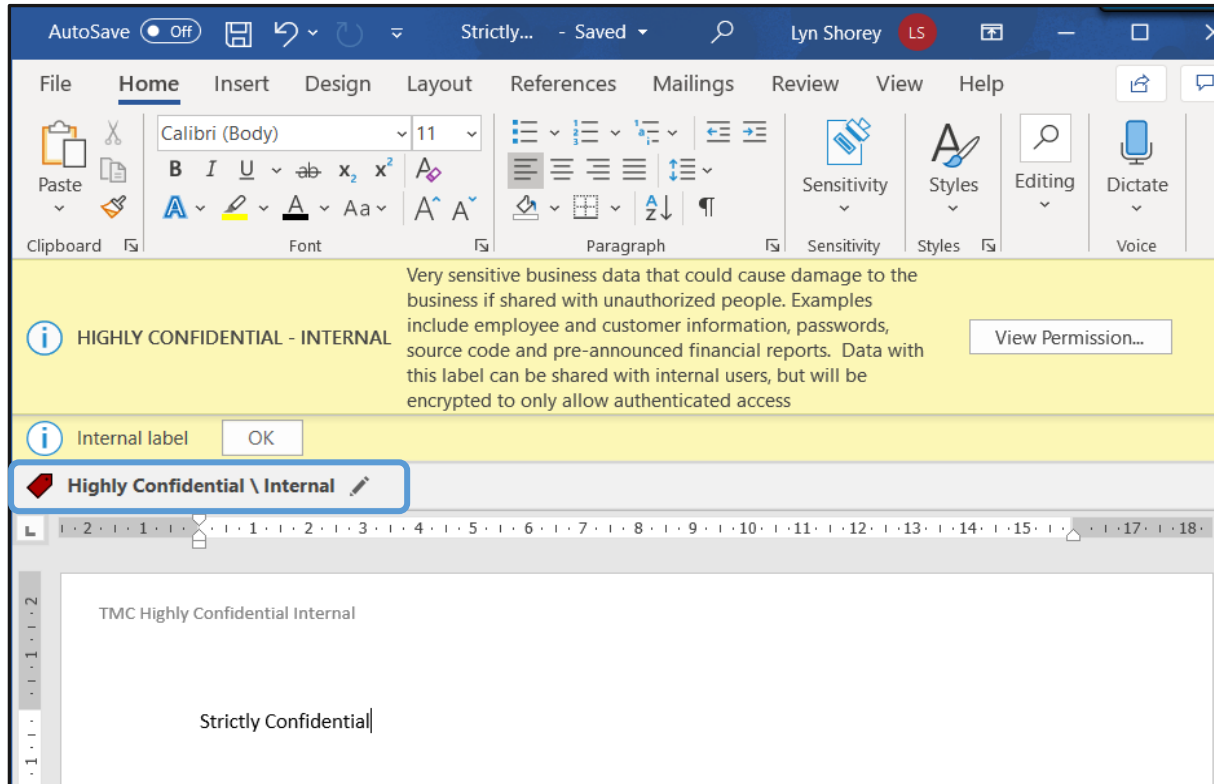 AutoSave Off Strictly... - Saved Lyn Shorey LS
File Home Insert Design Layout References Mailings Review View Help
Calibri (Body) 11
Paste
B I U ab x2 x2 A
A A Aa A A
Sensitivity
Styles
Editing
Dictate
Clipboard Font Paragraph Sensitivity Styles Voice
HIGHLY CONFIDENTIAL - INTERNAL
Very sensitive business data that could cause damage to the
business if shared with unauthorized people. Examples
include employee and customer information, passwords,
source code and pre-announced financial reports. Data with
this label can be shared with internal users, but will be
encrypted to only allow authenticated access
View Permission...
Internal label OK
Highly Confidential \ Internal
L 2 1 1 2 3 4 5 6 7 8 9 10 11 12 13 14 15 17 18
2
1
1
TMC Highly Confidential Internal
Strictly Confidential